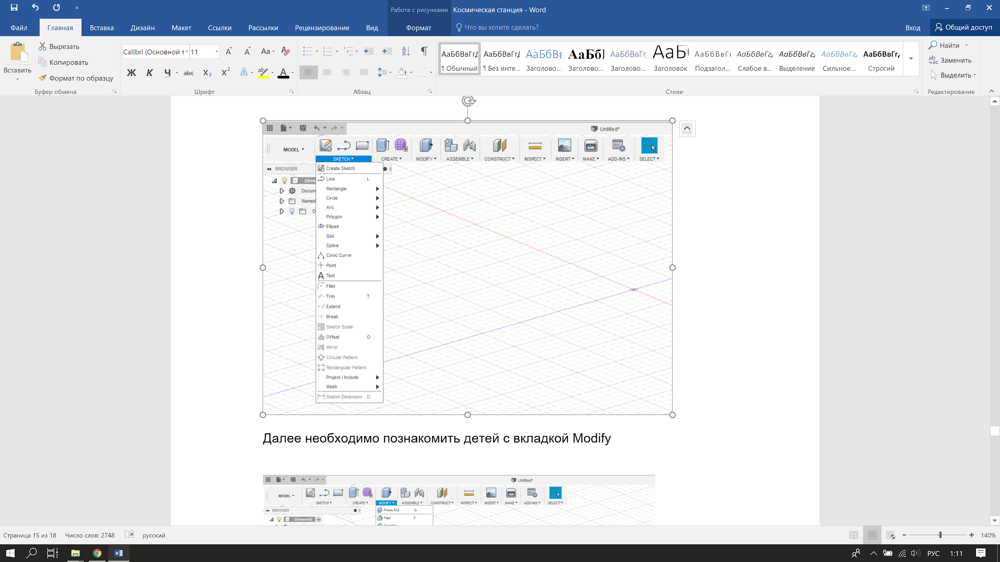 Работа с рисунками
Космическая станция - Word
Файл
Главная
Вставка
Дизайн
Макет
Ссылки
Рассылки
Рецензирование
Вид
Формат
Что вы хотите сделать?
Вход
Общий доступ
Вставить
Вырезать
Копировать
Формат по образцу
Буфер обмена
Calibri (Основной т
11
Aa
Ж К Ч abc X₂ X² A ab A
Шрифт
Абзац
АаБбВвГгД АаБбВвГгД АаБбВв АаБбВ АаБбВвГг АаБб АаБбВвГг АаБбВвГгД АаБбВвГгД АаБбВвГгД АаБбВвГгД
¶ Обычный
¶ Без инте...
Заголово...
Заголово...
Заголово...
Заголовок
Подзагол...
Слабое в...
Выделение
Сильное...
Строгий
Стили
Найти
Заменить
Выделить
Редактирование
Untitled*
MODEL
SKETCH
CREATE
MODIFY
ASSEMBLE
CONSTRUCT
INSPECT
INSERT
MAKE
ADD-INS
SELECT
BROWSER
(Uns
Docum
Named
O
Create Sketch
Line L
Rectangle
Circle
Arc
Polygon
Ellipse
Slot
Spline
Conic Curve
Point
Text
Fillet
Trim T
Extend
Break
Sketch Scale
Offset O
Mirror
Circular Pattern
Rectangular Pattern
Project / Include
Mesh
Sketch Dimension D
Далее необходимо познакомить детей с вкладкой Modify
Untitled*
MODEL
SKETCH
CREATE
MODIFY
ASSEMBLE
CONSTRUCT
INSPECT
INSERT
MAKE
ADD-INS
SELECT
BROWSER
(Unsaved)
Press Pull Q
Fillet F
Страница 15 из 18
Число слов: 2748
русский
140%
РУС
1:11